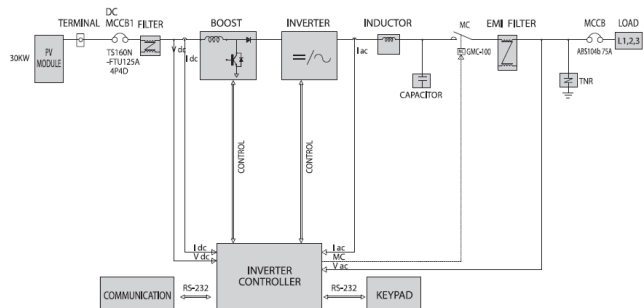 DC
TERMINAL MCCB1 FILTER BOOST INVERTER INDUCTOR MC EMI FILTER MCCB LOAD
V dc
I dc
I ac
30KW
PV
MODULE
TS160N
-FTU125A
4P4D
GMC-100
ABS104b 75A
L1,2,3
CAPACITOR
TNR
CONTROL
CONTROL
I dc
V dc
I ac
MC
V ac
INVERTER
CONTROLLER
COMMUNICATION
RS-232
RS-232
KEYPAD